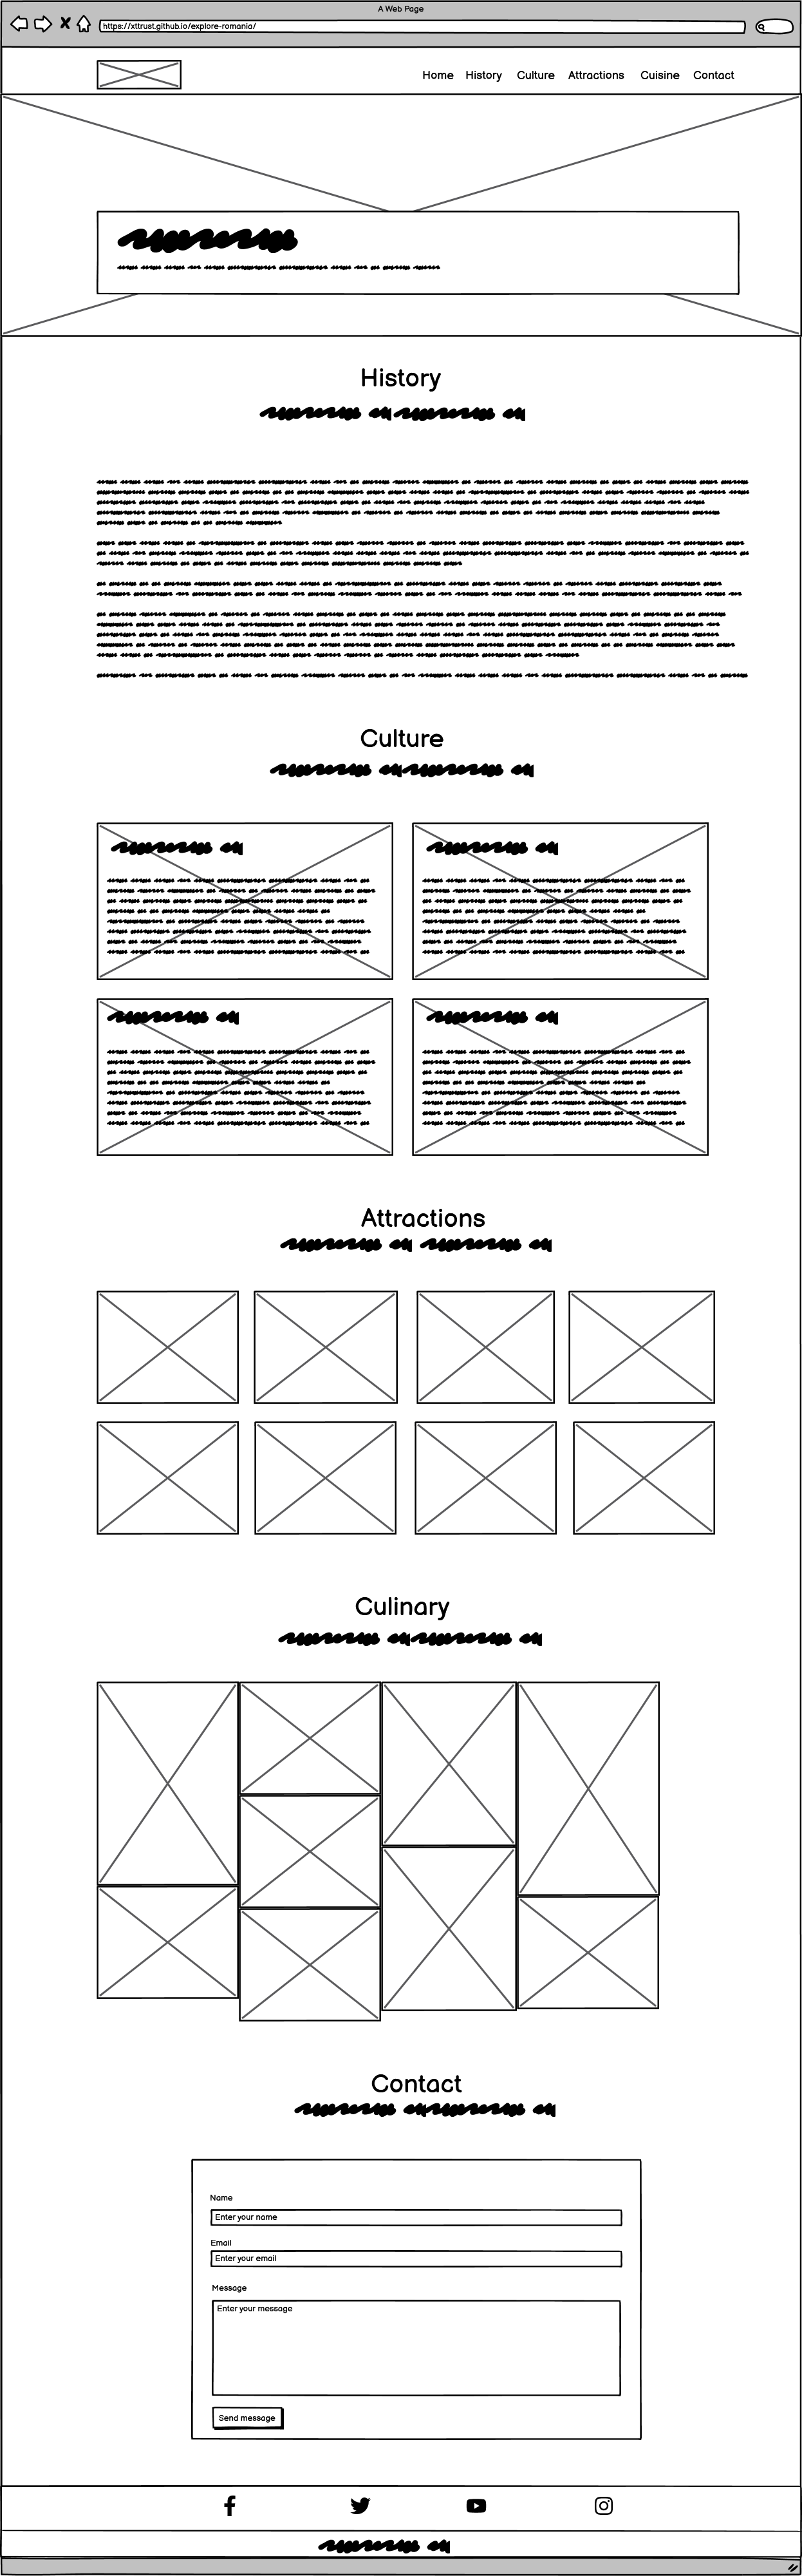 A Web Page
https://xttrust.github.io/explore-romania/
Home History Culture Attractions Cuisine Contact
History
Culture
Attractions
Culinary
Contact
Name
Enter your name
Email
Enter your email
Message
Enter your message
Send message